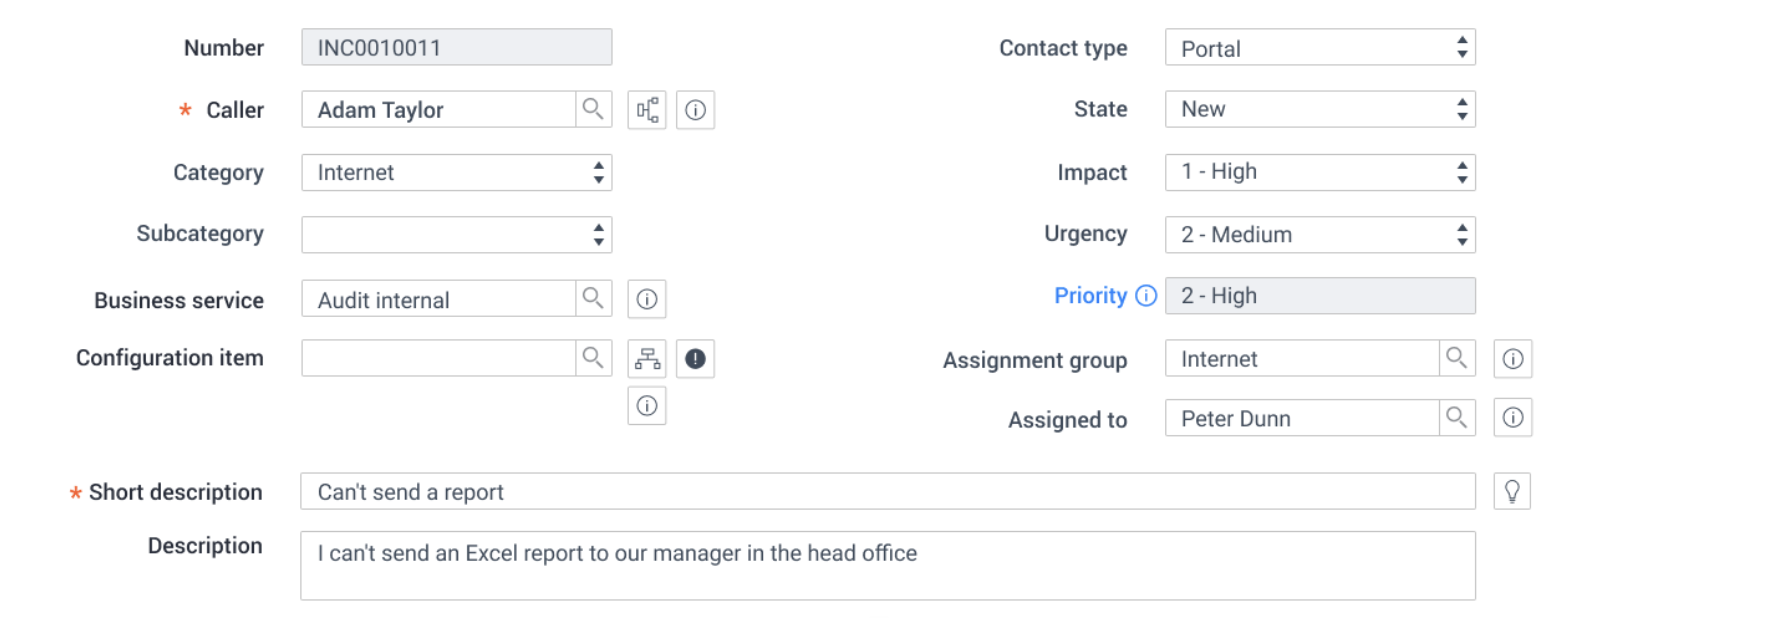 Number INC0010011 Contact type Portal
* Caller Adam Taylor State New
Category Internet Impact 1 - High
Subcategory Urgency 2 - Medium
Business service Audit internal Priority 2 - High
Configuration item Assignment group Internet
Assigned to Peter Dunn
* Short description Can't send a report
Description I can't send an Excel report to our manager in the head office